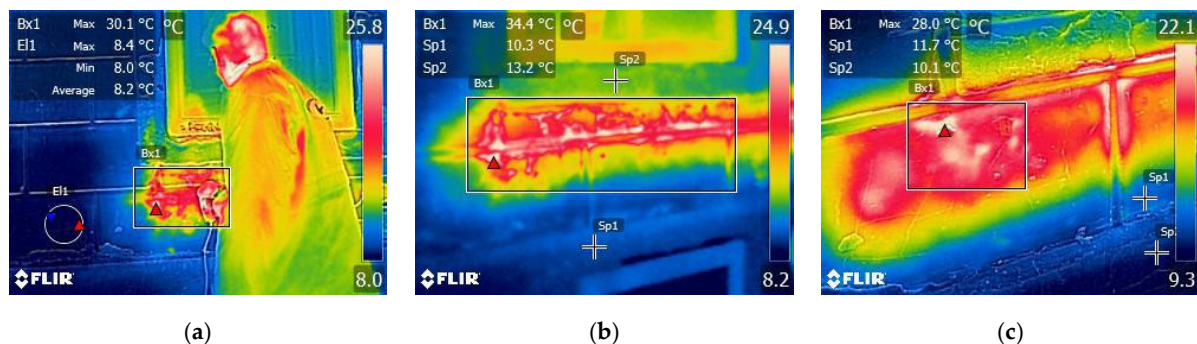 Bx1 Max 30.1 °C
El1 Max 8.4 °C
Min 8.0 °C
Average 8.2 °C
°C
25.8
Bx1
El1
FLIR
8.0
(a)
Bx1 Max 34.4 °C
Sp1 10.3 °C
Sp2 13.2 °C
°C
24.9
Sp2
Bx1
Sp1
FLIR
8.2
(b)
Bx1 Max 28.0 °C
Sp1 11.7 °C
Sp2 10.1 °C
°C
22.1
Bx1
Sp1
FLIR
9.3
(c)